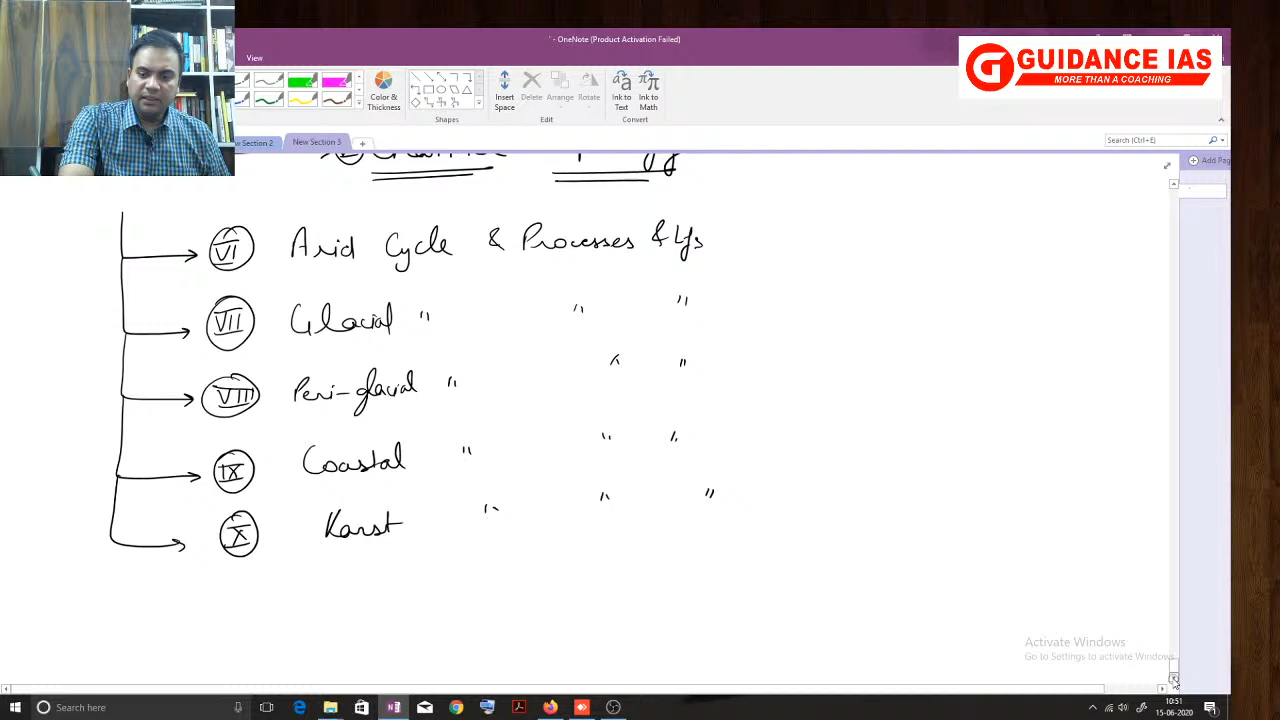 ' - OneNote (Product Activation Failed)
GUIDANCE IAS
MORE THAN A COACHING
View
Color & Thickness
Insert Space
Delete
Arrange
Rotate
Ink to Text
Ink to Math
Shapes
Edit
Convert
w Section 2
New Section 3
Search (Ctrl+E)
Add Pag
VI Arid Cycle & Processes & Lfs
VII Glacial " " "
VIII Peri-glacial " " "
IX Coastal " " "
X Karst " " "
Activate Windows
Go to Settings to activate Windows.
Search here
10:51
15-06-2020